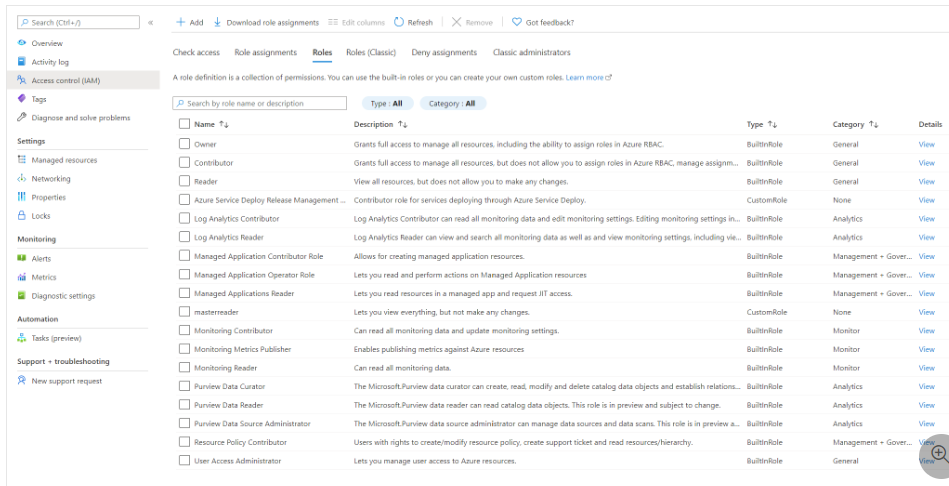 Search (Ctrl+/)
«
Overview
Activity log
Access control (IAM)
Tags
Diagnose and solve problems
Settings
Managed resources
Networking
Properties
Locks
Monitoring
Alerts
Metrics
Diagnostic settings
Automation
Tasks (preview)
Support + troubleshooting
New support request
Add Download role assignments Edit columns Refresh Remove Got feedback?
Check access Role assignments Roles Roles (Classic) Deny assignments Classic administrators
A role definition is a collection of permissions. You can use the built-in roles or you can create your own custom roles. Learn more
Search by role name or description Type : All Category : All
Name ↑↓ Description ↑↓ Type ↑↓ Category ↑↓ Details
Owner Grants full access to manage all resources, including the ability to assign roles in Azure RBAC. BuiltInRole General View
Contributor Grants full access to manage all resources, but does not allow you to assign roles in Azure RBAC, manage assignm... BuiltInRole General View
Reader View all resources, but does not allow you to make any changes. BuiltInRole General View
Azure Service Deploy Release Management ... Contributor role for services deploying through Azure Service Deploy. CustomRole None View
Log Analytics Contributor Log Analytics Contributor can read all monitoring data and edit monitoring settings. Editing monitoring settings in... BuiltInRole Analytics View
Log Analytics Reader Log Analytics Reader can view and search all monitoring data as well as and view monitoring settings, including vie... BuiltInRole Analytics View
Managed Application Contributor Role Allows for creating managed application resources. BuiltInRole Management + Gover... View
Managed Application Operator Role Lets you read and perform actions on Managed Application resources BuiltInRole Management + Gover... View
Managed Applications Reader Lets you read resources in a managed app and request JIT access. BuiltInRole Management + Gover... View
masterreader Lets you view everything, but not make any changes. CustomRole None View
Monitoring Contributor Can read all monitoring data and update monitoring settings. BuiltInRole Monitor View
Monitoring Metrics Publisher Enables publishing metrics against Azure resources BuiltInRole Monitor View
Monitoring Reader Can read all monitoring data. BuiltInRole Monitor View
Purview Data Curator The Microsoft.Purview data curator can create, read, modify and delete catalog data objects and establish relations... BuiltInRole Analytics View
Purview Data Reader The Microsoft.Purview data reader can read catalog data objects. This role is in preview and subject to change. BuiltInRole Analytics View
Purview Data Source Administrator The Microsoft.Purview data source administrator can manage data sources and data scans. This role is in preview a... BuiltInRole Analytics View
Resource Policy Contributor Users with rights to create/modify resource policy, create support ticket and read resources/hierarchy. BuiltInRole Management + Gover... View
User Access Administrator Lets you manage user access to Azure resources. BuiltInRole General View